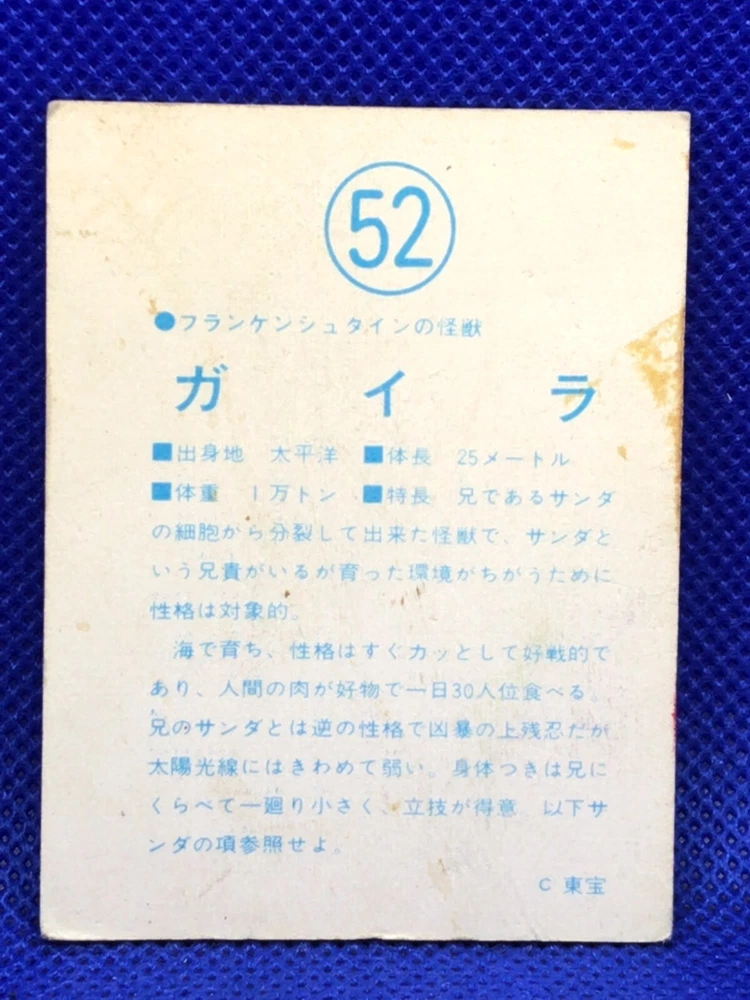 52
●フランケンシュタインの怪獣
ガイラ
■出身地 太平洋 ■体長 25メートル
■体重 1万トン ■特長 兄であるサンダ
の細胞から分裂して出来た怪獣で、サンダと
いう兄貴がいるが育った環境がちがうために
性格は対象的。
海で育ち、性格はすぐカッとして好戦的で
あり、人間の肉が好物で一日30人位食べる。
兄のサンダとは逆の性格で凶暴の上残忍だが
太陽光線にはきわめて弱い。身体つきは兄に
くらべて一廻り小さく、立技が得意 以下サ
ンダの項参照せよ。
C 東宝